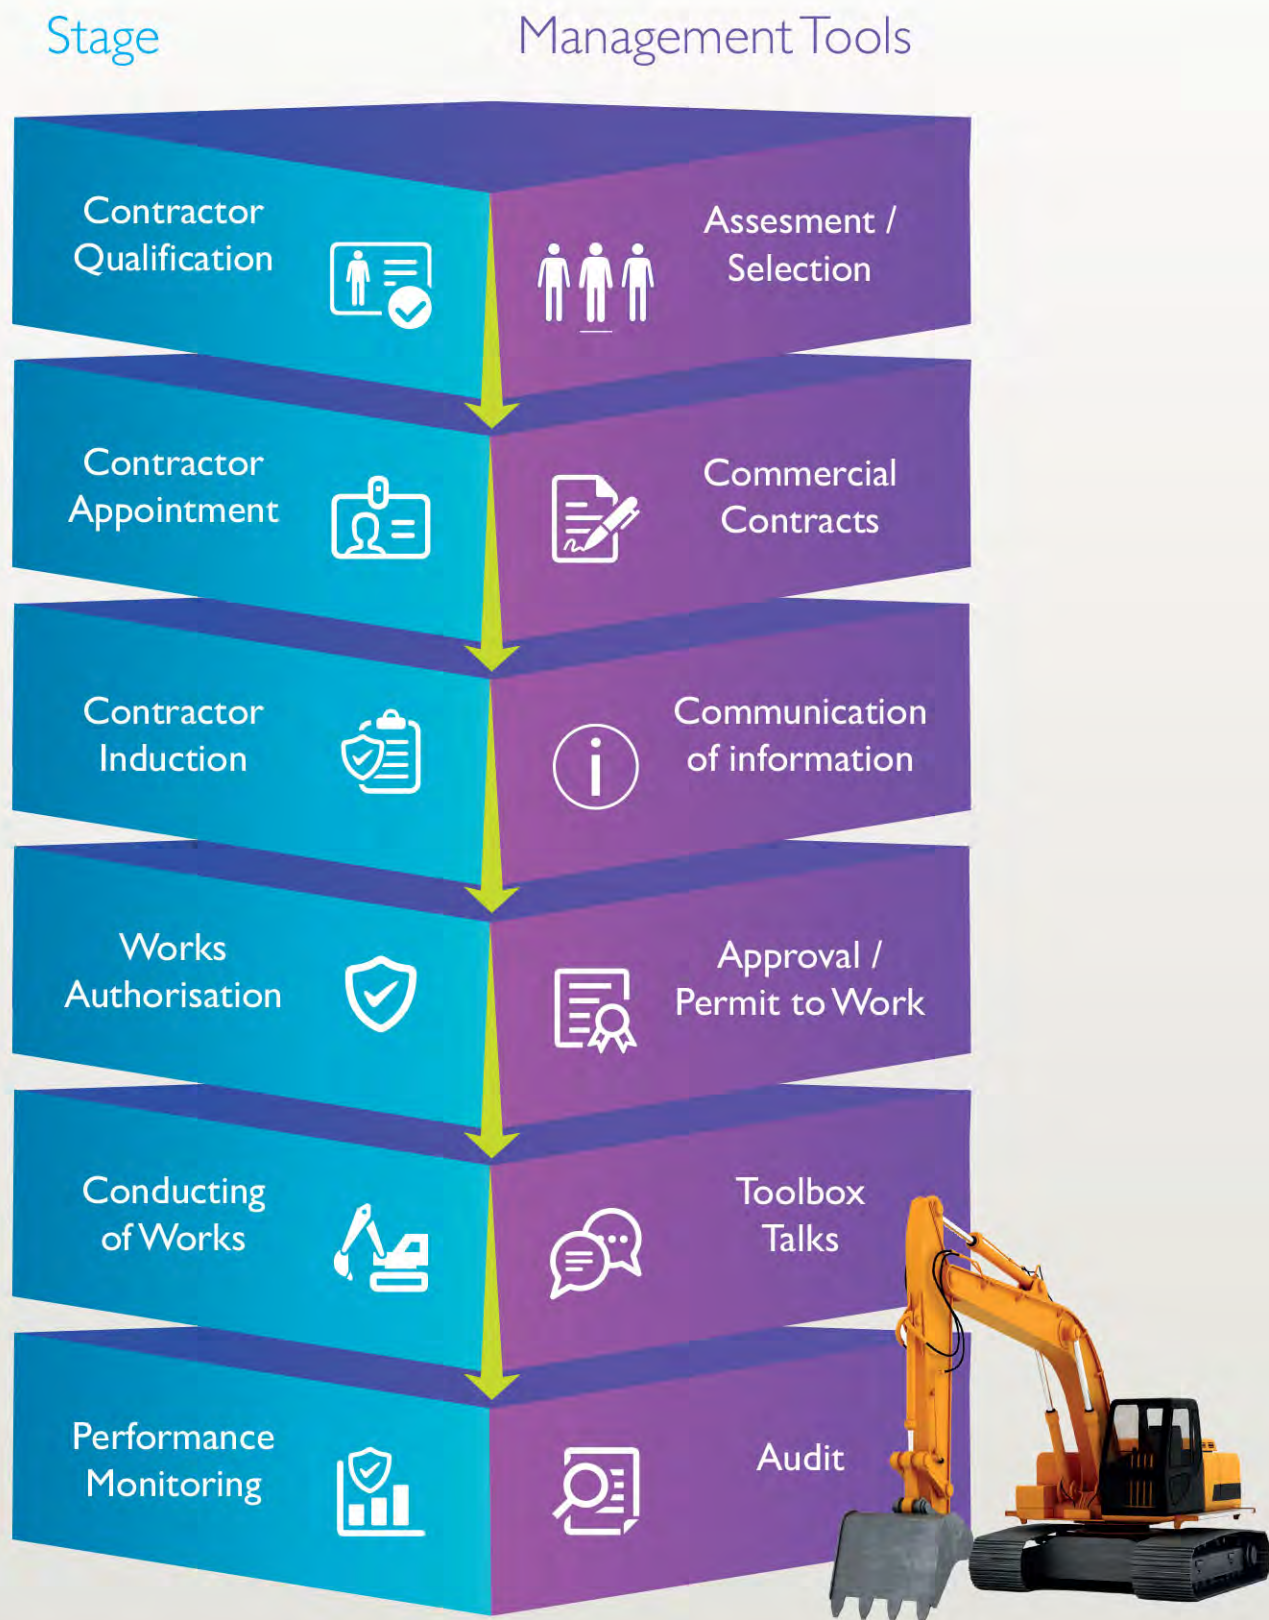 Stage
Management Tools
Contractor
Qualification
Assesment /
Selection
Contractor
Appointment
Commercial
Contracts
Contractor
Induction
Communication
of information
Works
Authorisation
Approval /
Permit to Work
Conducting
of Works
Toolbox
Talks
Performance
Monitoring
Audit